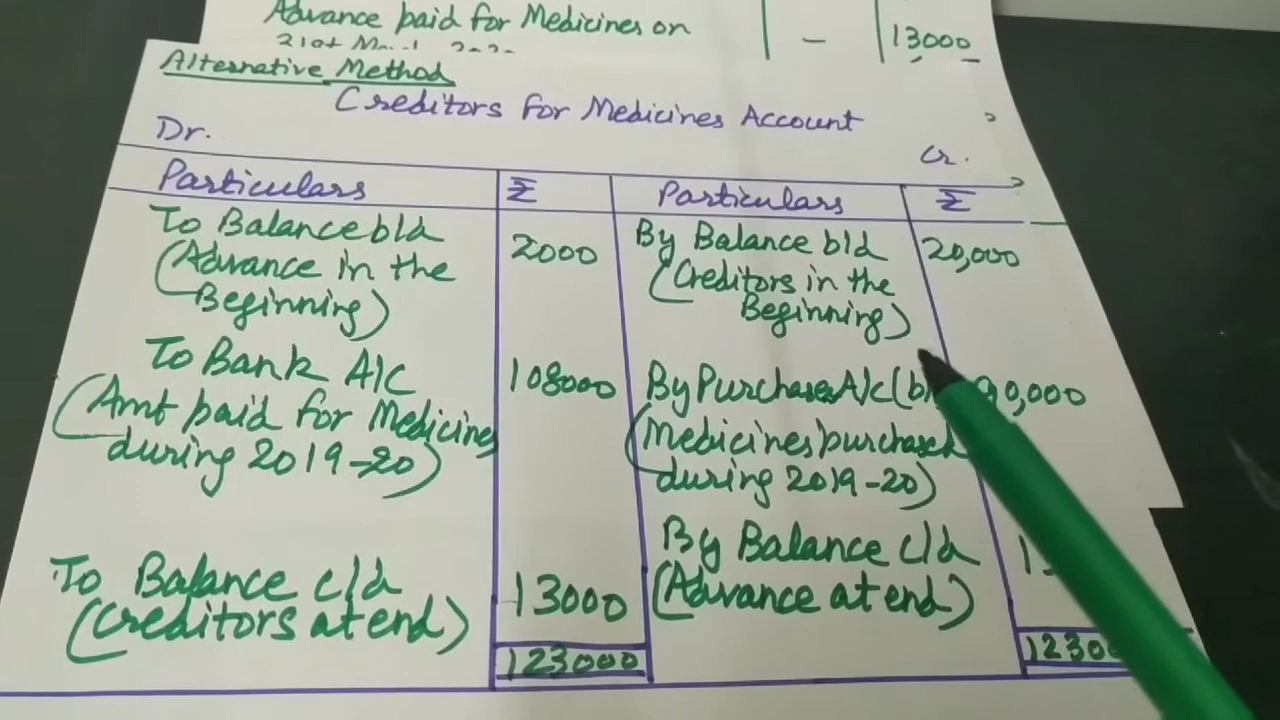 Advance paid for Medicines on
–
13000
Alternative Method
Creditors for Medicines Account
Dr.
Cr.
Particulars
₹
Particulars
₹
To Balance b/d
(Advance in the
Beginning)
2000
By Balance b/d
(Creditors in the
Beginning)
20,000
To Bank A/C
(Amt paid for Medicines
during 2019-20)
108000
By Purchases A/c (b
90,000
(Medicines purchased
during 2019-20)
To Balance c/d
(Creditors at end)
13000
By Balance c/d
(Advance at end)
123000